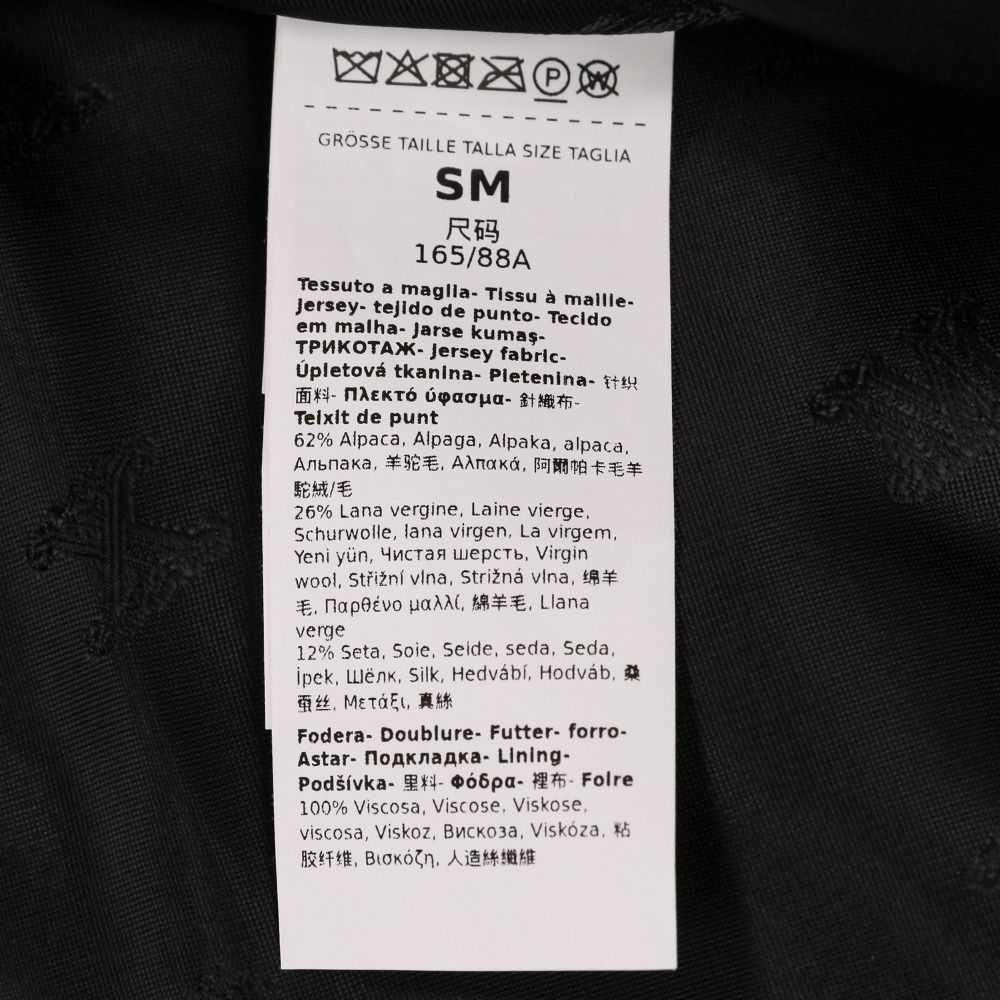 GRÖSSE TAILLE TALLA SIZE TAGLIA
SM
尺码
165/88A
Tessuto a maglia- Tissu à maille-
Jersey- tejido de punto- Tecido
em malha- Jarse kumaş-
ТРИКОТАЖ- Jersey fabric-
Úpletová tkanina- Pletenina- 针织
面料- Πλεκτό ύφασμα- 針織布-
Teixit de punt
62% Alpaca, Alpaga, Alpaka, alpaca,
Альпака, 羊驼毛, Αλπακά, 阿爾帕卡毛羊
駝絨/毛
26% Lana vergine, Laine vierge,
Schurwolle, lana virgen, La virgem,
Yeni yün, Чистая шерсть, Virgin
wool, Střižní vlna, Strižná vlna, 绵羊
毛, Παρθένο μαλλί, 綿羊毛, Llana
verge
12% Seta, Soie, Seide, seda, Seda,
İpek, Шёлк, Silk, Hedvábí, Hodváb, 桑
蚕丝, Μετάξι, 真絲
Fodera- Doublure- Futter- forro-
Astar- Подкладка- Lining-
Podšívka- 里料- Φόδρα- 裡布- Folre
100% Viscosa, Viscose, Viskose,
viscosa, Viskoz, Вискоза, Viskóza, 粘
胶纤维, Βισκόζη, 人造絲纖維